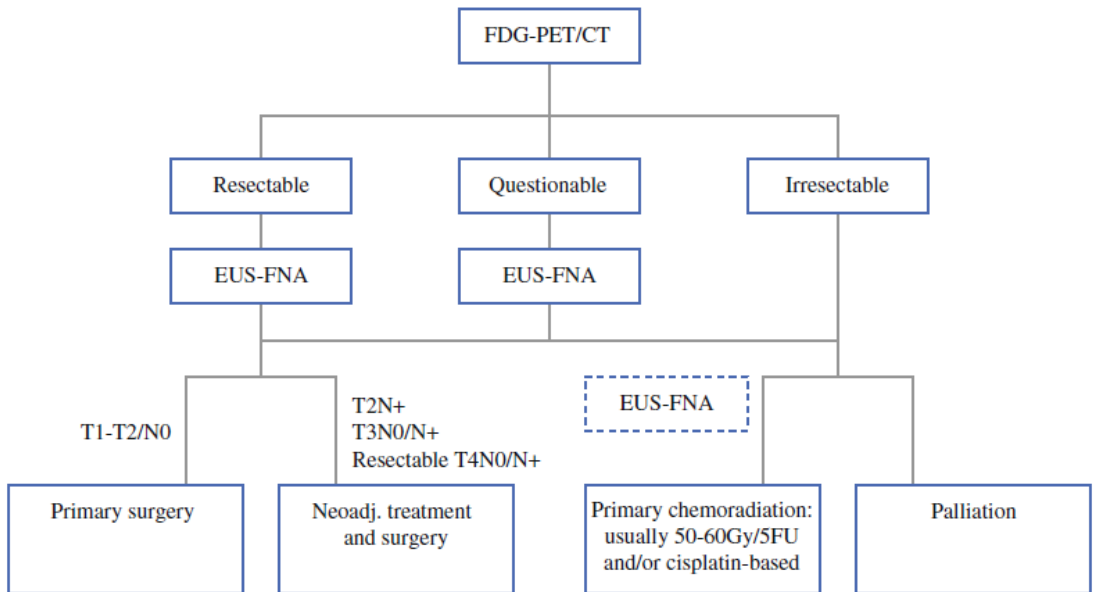 FDG-PET/CT
Resectable
Questionable
Irresectable
EUS-FNA
EUS-FNA
EUS-FNA
T1-T2/N0
T2N+
T3N0/N+
Resectable T4N0/N+
Primary surgery
Neoadj. treatment
and surgery
Primary chemoradiation:
usually 50-60Gy/5FU
and/or cisplatin-based
Palliation